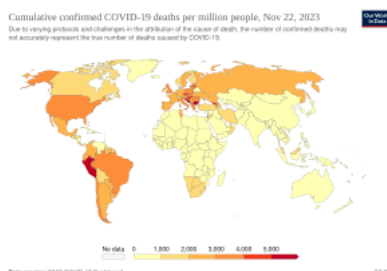 Cumulative confirmed COVID-19 deaths per million people, Nov 22, 2023
Our World
in Data
Due to varying protocols and challenges in the attribution of the cause of death, the number of confirmed deaths may
not accurately represent the true number of deaths caused by COVID-19.
No data 0 1,000 2,000 3,000 4,000 5,000